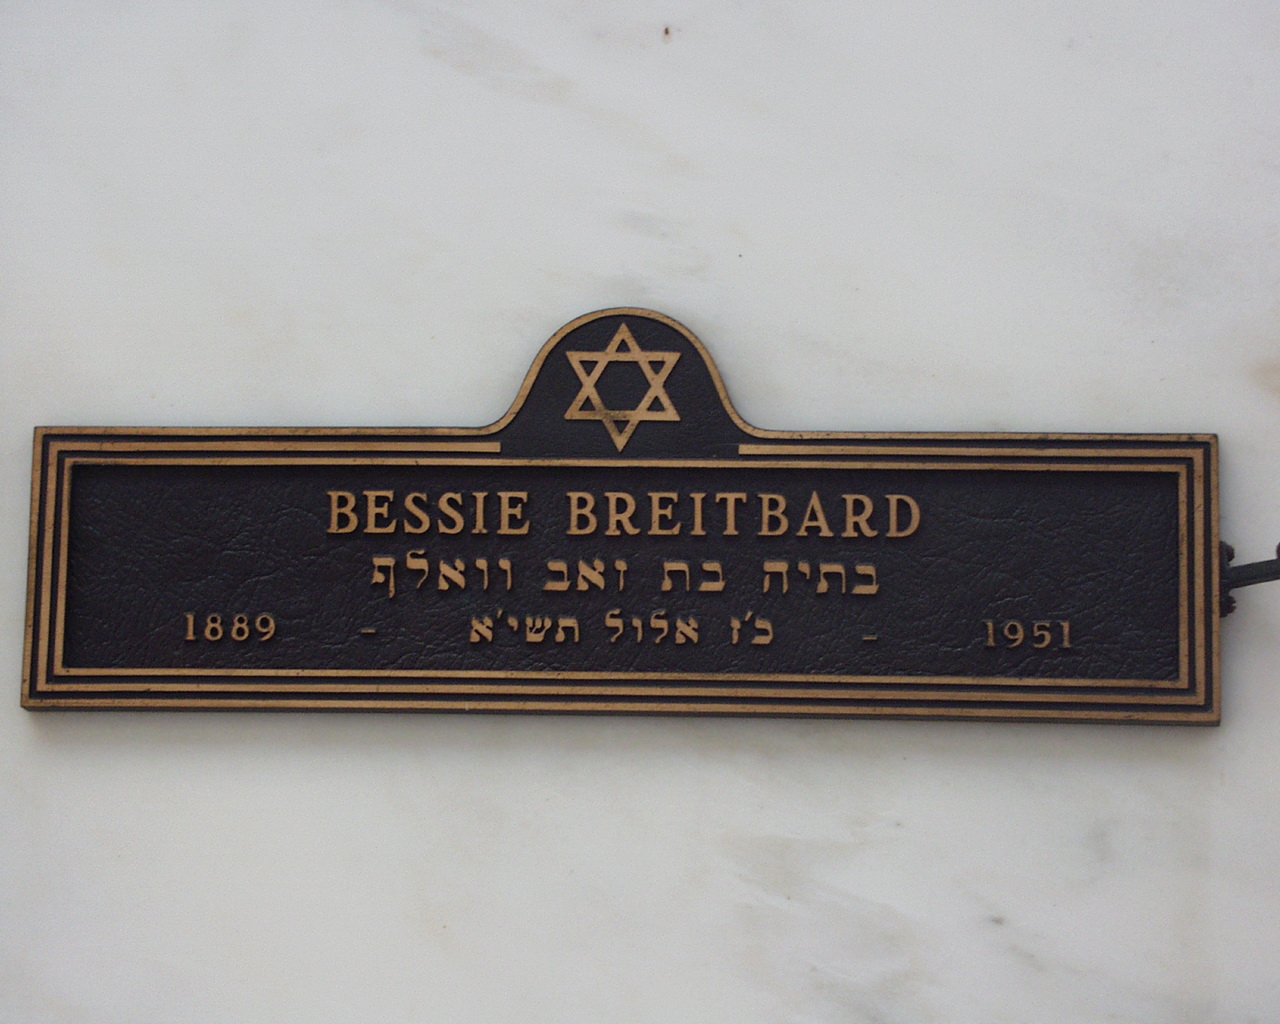 BESSIE BREITBARD
בתיה בת זאב וואלף
1889 - כ'ז אלול תשי'א - 1951